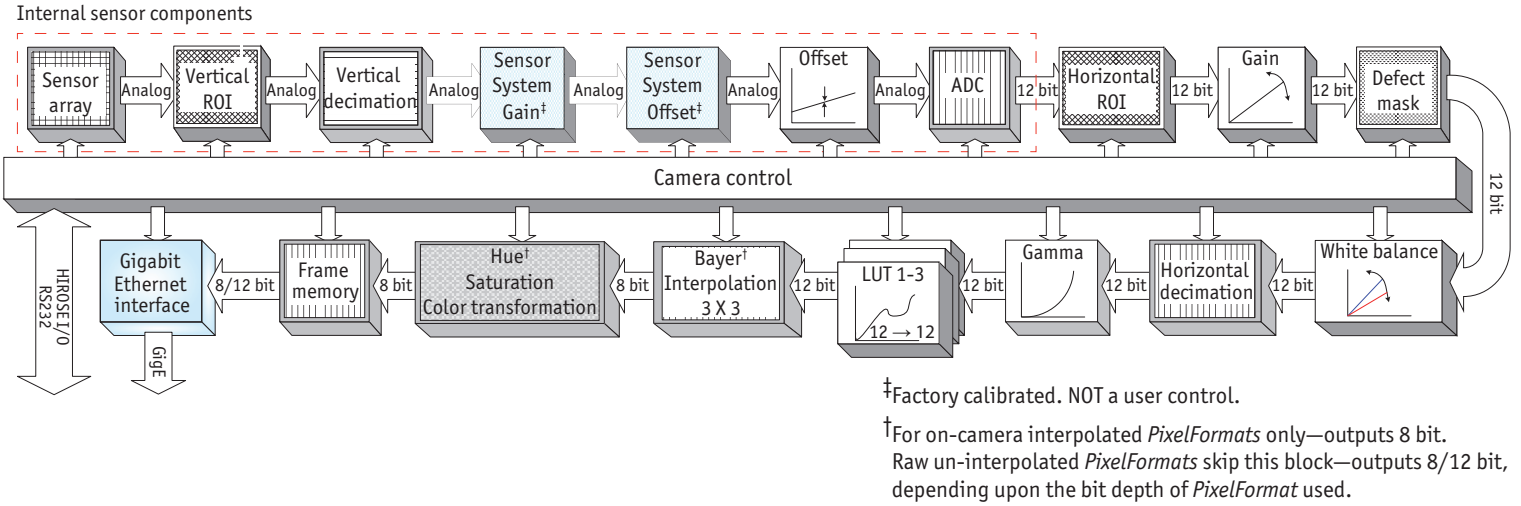 Internal sensor components
Sensor
array
Analog
Vertical
ROI
Analog
Vertical
decimation
Analog
Sensor
System
Gain‡
Analog
Sensor
System
Offset‡
Analog
Offset
Analog
ADC
12 bit
Horizontal
ROI
12 bit
Gain
12 bit
Defect
mask
12 bit
Camera control
White balance
12 bit
Horizontal
decimation
12 bit
Gamma
12 bit
LUT 1-3
12 → 12
12 bit
Bayer†
Interpolation
3 X 3
8 bit
Hue†
Saturation
Color transformation
8 bit
Frame
memory
8/12 bit
Gigabit
Ethernet
interface
GigE
HIROSEI/O
RS232
‡Factory calibrated. NOT a user control.
†For on-camera interpolated PixelFormats only—outputs 8 bit.
Raw un-interpolated PixelFormats skip this block—outputs 8/12 bit,
depending upon the bit depth of PixelFormat used.